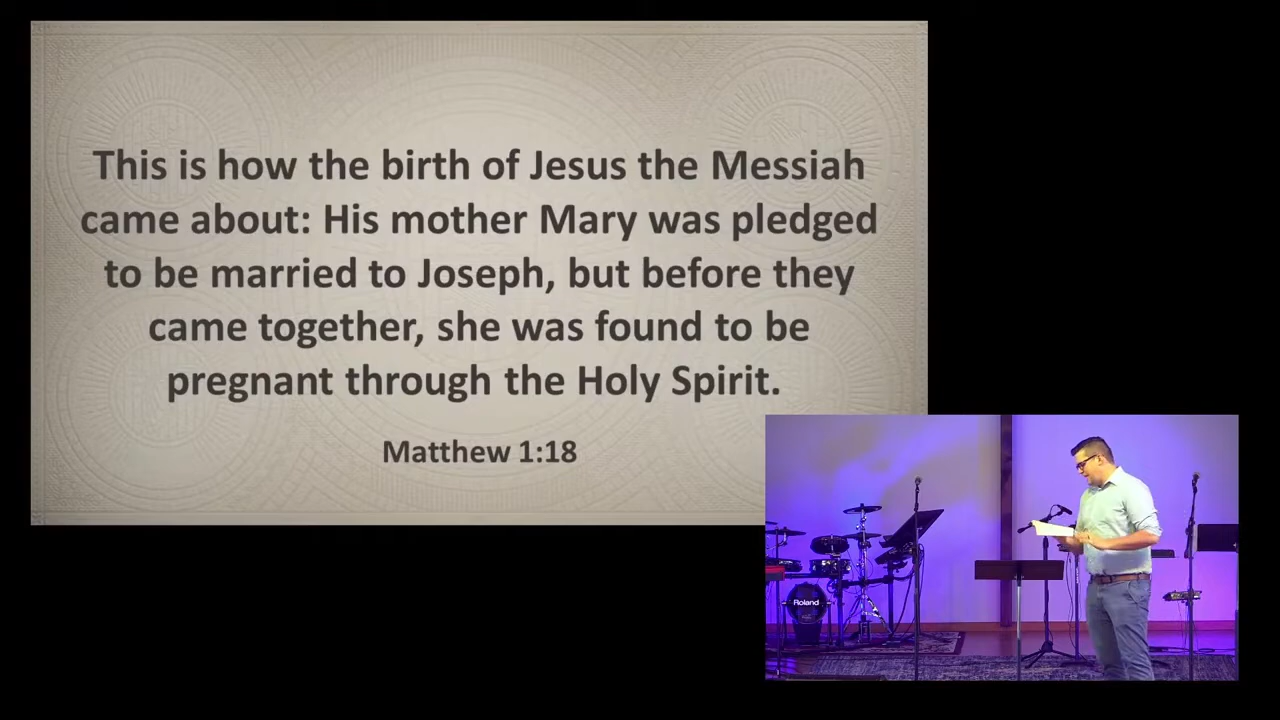 This is how the birth of Jesus the Messiah
came about: His mother Mary was pledged
to be married to Joseph, but before they
came together, she was found to be
pregnant through the Holy Spirit.
Matthew 1:18
Roland